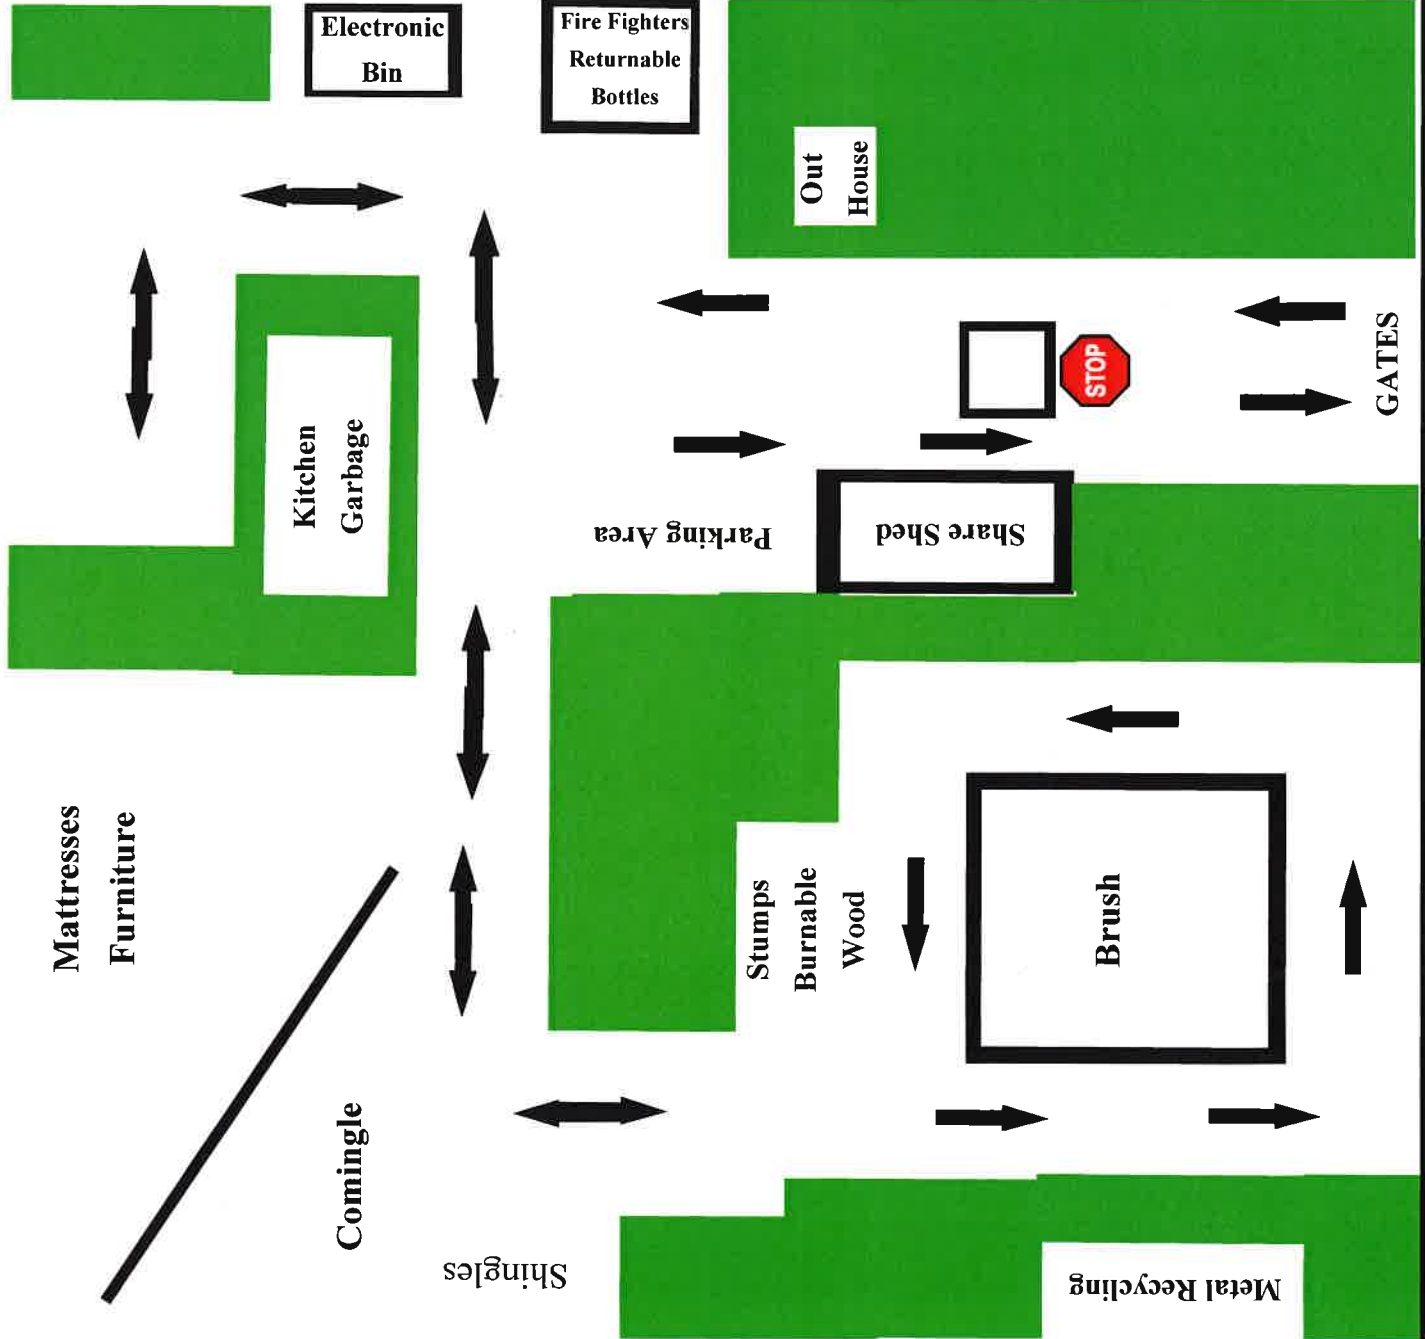 Electronic
Bin
Fire Fighters
Returnable
Bottles
Out
House
GATES
STOP
Kitchen
Garbage
Parking Area
Share Shed
Mattresses
Furniture
Stumps
Burnable
Wood
Brush
Comingle
Shingles
Metal Recycling